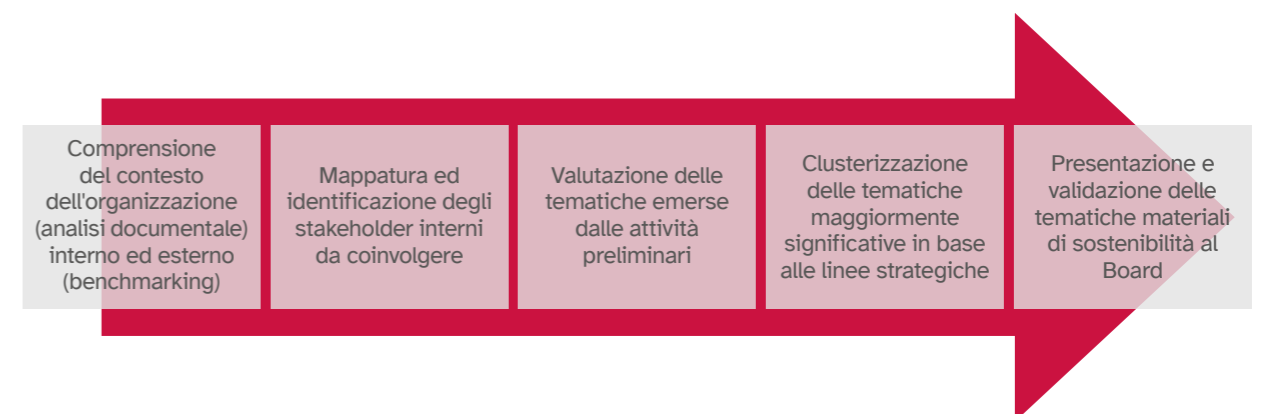 Comprensione
del contesto
dell'organizzazione
(analisi documentale)
interno ed esterno
(benchmarking)
Mappatura ed
identificazione degli
stakeholder interni
da coinvolgere
Valutazione delle
tematiche emerse
dalle attività
preliminari
Clusterizzazione
delle tematiche
maggiormente
significative in base
alle linee strategiche
Presentazione e
validazione delle
tematiche materiali
di sostenibilità al
Board